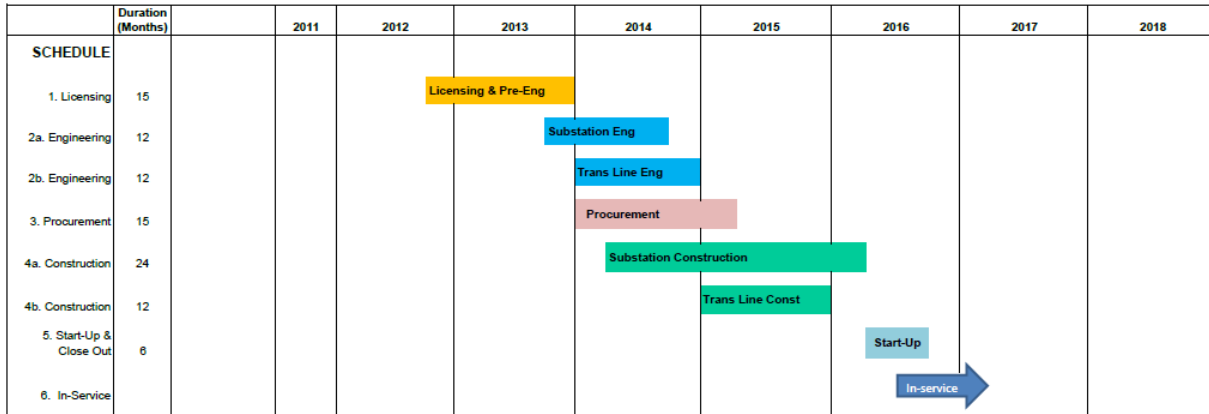 Duration
(Months) 2011 2012 2013 2014 2015 2016 2017 2018
SCHEDULE
1. Licensing 15 Licensing & Pre-Eng
2a. Engineering 12 Substation Eng
2b. Engineering 12 Trans Line Eng
3. Procurement 15 Procurement
4a. Construction 24 Substation Construction
4b. Construction 12 Trans Line Const
5. Start-Up &
Close Out 6 Start-Up
6. In-Service In-service